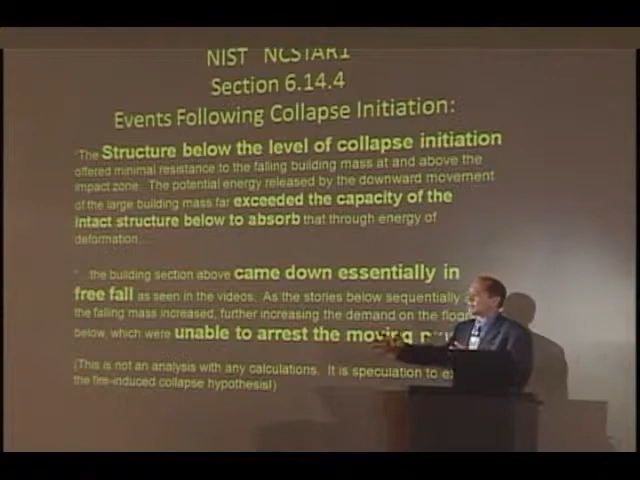 NIST NCSTAR1
Section 6.14.4
Events Following Collapse Initiation:
"The Structure below the level of collapse initiation
offered minimal resistance to the falling building mass at and above the
impact zone. The potential energy released by the downward movement
of the large building mass far exceeded the capacity of the
intact structure below to absorb that through energy of
deformation...
"...the building section above came down essentially in
free fall as seen in the videos. As the stories below sequentially
the falling mass increased, further increasing the demand on the floor
below, which were unable to arrest the moving
(This is not an analysis with any calculations. It is speculation to
the fire-induced collapse hypothesis!)